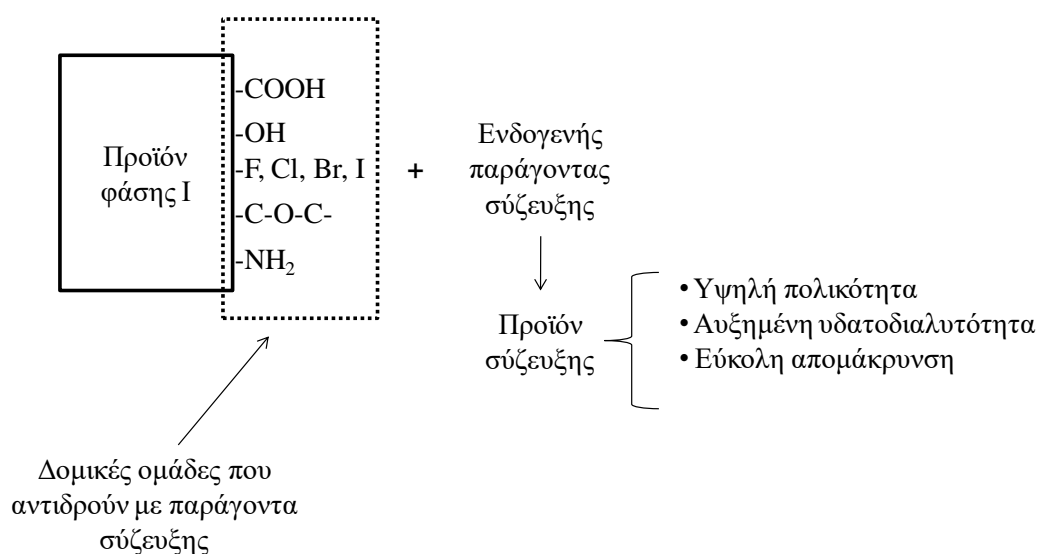 Προϊόν
φάσης Ι
-COOH
-OH
-F, Cl, Br, I
-C-O-C-
-NH₂
+
Ενδογενής
παράγοντας
σύζευξης
Προϊόν
σύζευξης
• Υψηλή πολικότητα
• Αυξημένη υδατοδιαλυτότητα
• Εύκολη απομάκρυνση
Δομικές ομάδες που
αντιδρούν με παράγοντα
σύζευξης